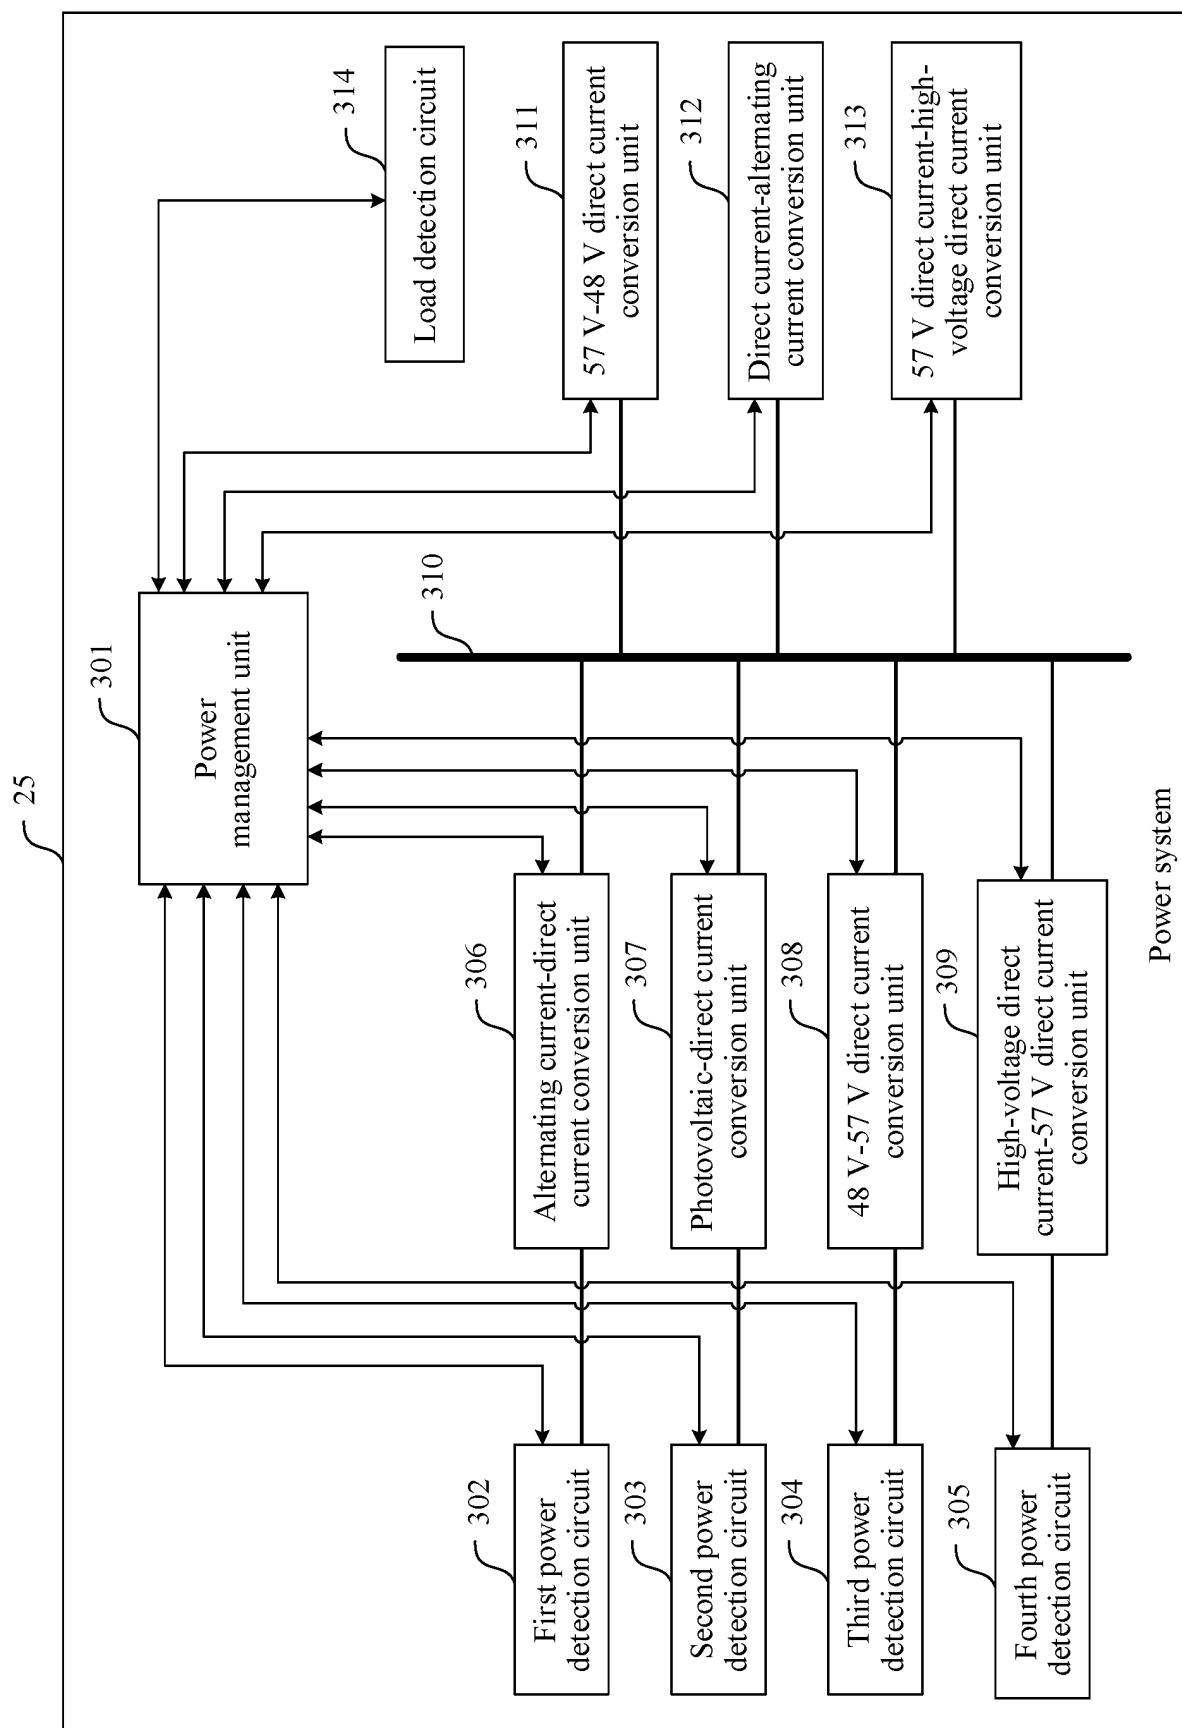 25
301
Power
management unit
314
Load detection circuit
302
First power
detection circuit
306
Alternating current-direct
current conversion unit
310
311
57 V-48 V direct current
conversion unit
303
Second power
detection circuit
307
Photovoltaic-direct current
conversion unit
312
Direct current-alternating
current conversion unit
304
Third power
detection circuit
308
48 V-57 V direct current
conversion unit
313
57 V direct current-high-
voltage direct current
conversion unit
305
Fourth power
detection circuit
309
High-voltage direct
current-57 V direct current
conversion unit
Power system